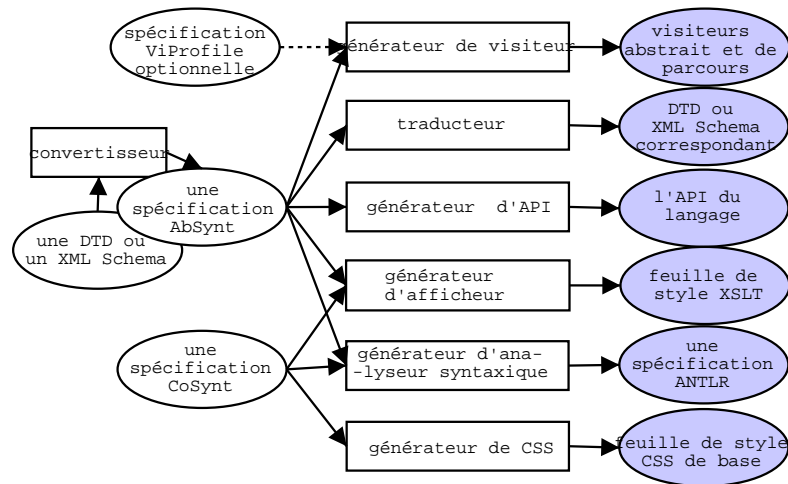 spécification
ViProfile
optionnelle
générateur de visiteur
visiteurs
abstrait et de
parcours
convertisseur
traducteur
DTD ou
XML Schema
correspondant
une
spécification
AbSynt
générateur d'API
l'API du
langage
une DTD ou
un XML Schema
générateur
d'afficheur
feuille de
style XSLT
une
spécification
CoSynt
générateur d'ana-
-lyseur syntaxique
une
spécification
ANTLR
générateur de CSS
feuille de style
CSS de base